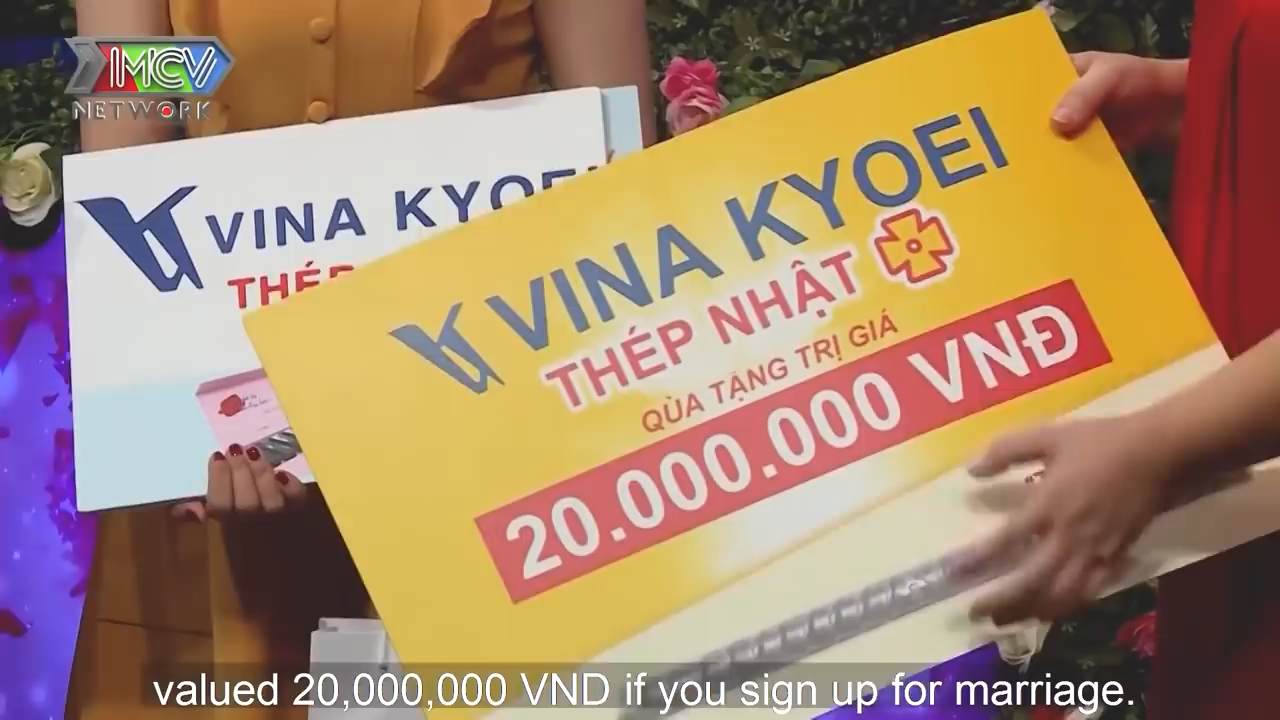 MCV
NETWORK
VINA KYOEI
THÉP
VINA KYOEI
THÉP NHẬT
QÙA TẶNG TRỊ GIÁ
20.000.000 VNĐ
valued 20,000,000 VND if you sign up for marriage.